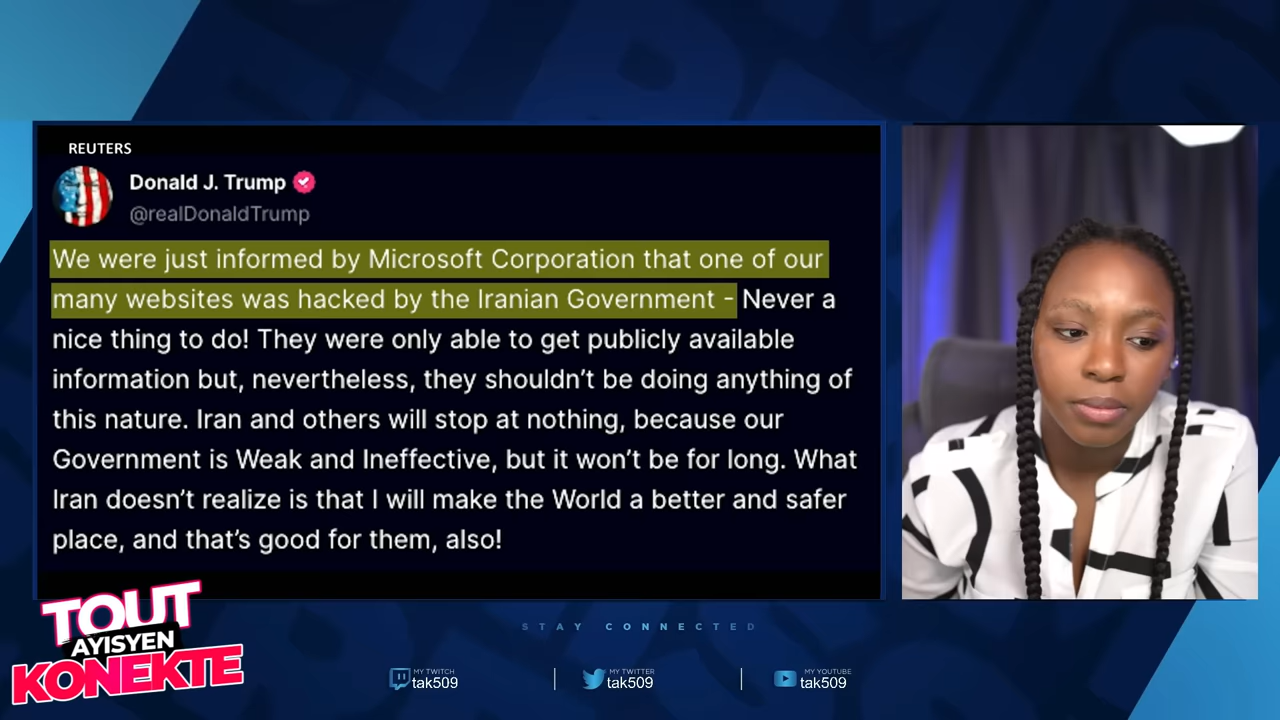 REUTERS
Donald J. Trump
@realDonaldTrump
We were just informed by Microsoft Corporation that one of our
many websites was hacked by the Iranian Government - Never a
nice thing to do! They were only able to get publicly available
information but, nevertheless, they shouldn't be doing anything of
this nature. Iran and others will stop at nothing, because our
Government is Weak and Ineffective, but it won't be for long. What
Iran doesn't realize is that I will make the World a better and safer
place, and that's good for them, also!
TOUT
AYISYEN
KONEKTE
STAY CONNECTED
MY TWITCH
tak509
MY TWITTER
tak509
MY YOUTUBE
tak509